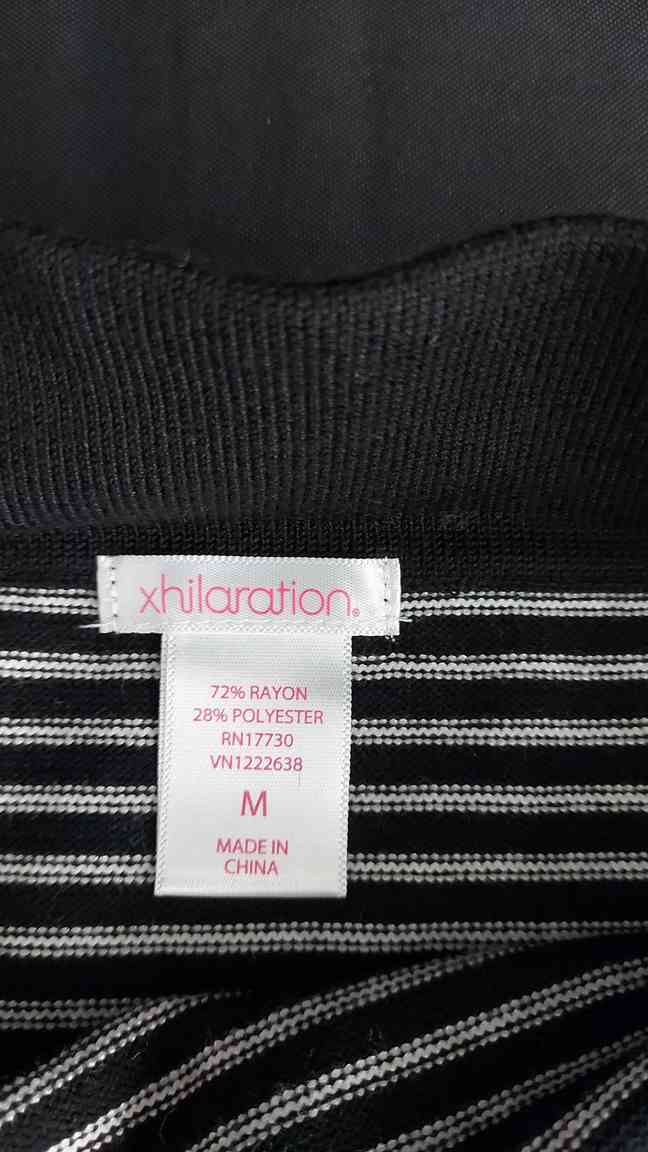 xhilaration®
72% RAYON
28% POLYESTER
RN17730
VN1222638
M
MADE IN
CHINA